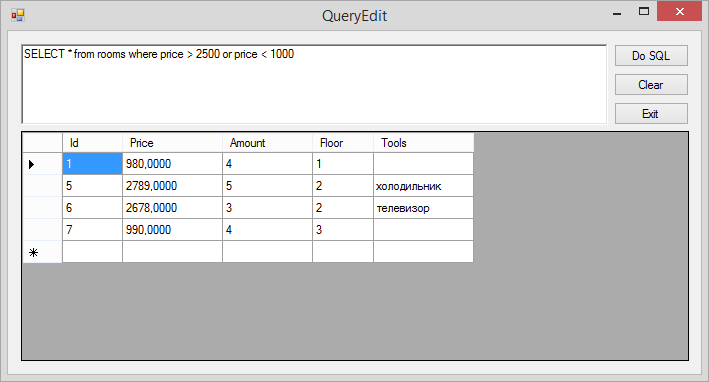 QueryEdit
SELECT * from rooms where price > 2500 or price < 1000
Do SQL
Clear
Exit
Id Price Amount Floor Tools
1 980,0000 4 1
5 2789,0000 5 2 холодильник
6 2678,0000 3 2 телевизор
7 990,0000 4 3